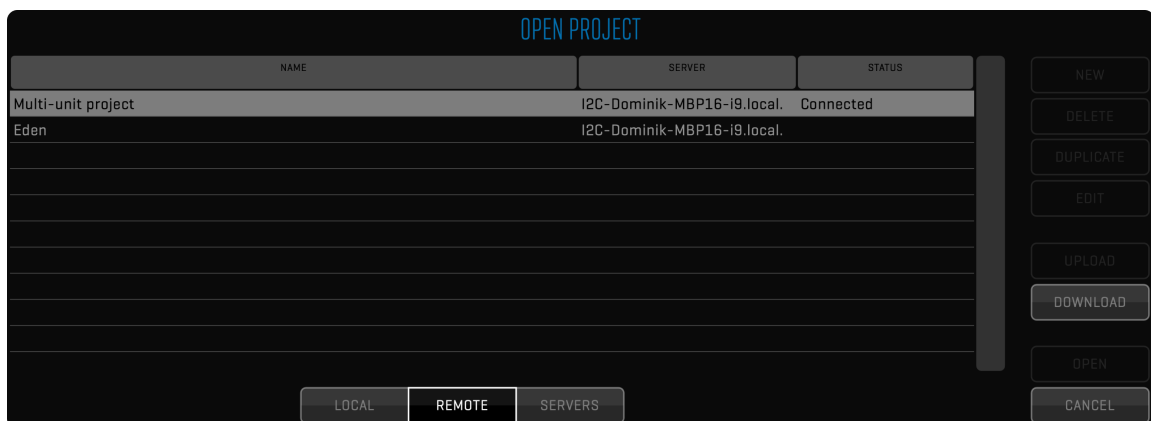 OPEN PROJECT
NAME SERVER STATUS
Multi-unit project I2C-Dominik-MBP16-i9.local. Connected
Eden I2C-Dominik-MBP16-i9.local.
NEW
DELETE
DUPLICATE
EDIT
UPLOAD
DOWNLOAD
OPEN
CANCEL
LOCAL REMOTE SERVERS